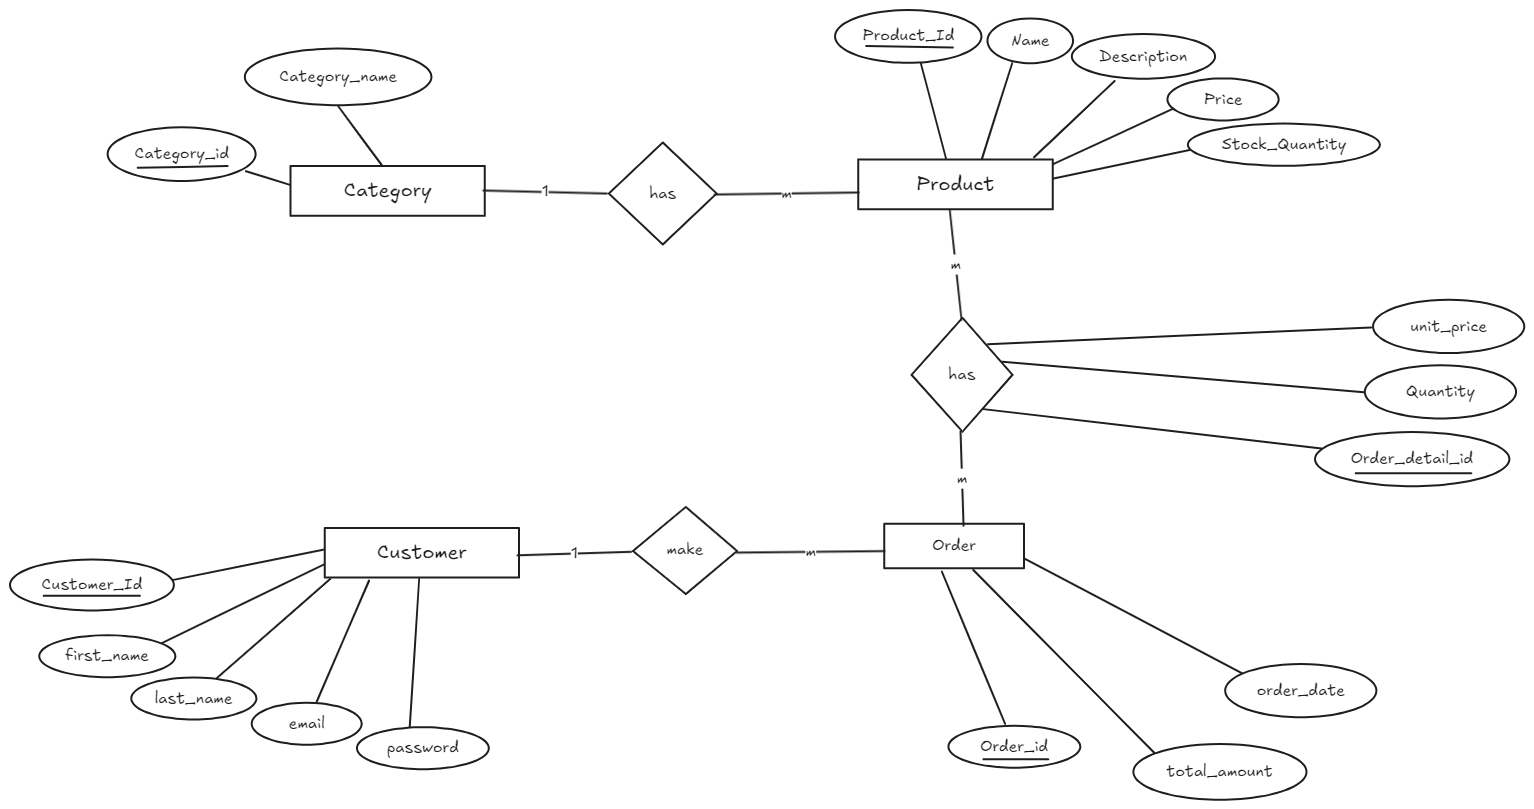 Product_Id
Name
Description
Category_name
Price
Stock_Quantity
Category_id
Category
1
has
m
Product
m
unit_price
has
Quantity
Order_detail_id
m
Customer
1
make
m
Order
Customer_Id
first_name
last_name
email
password
order_date
Order_id
total_amount